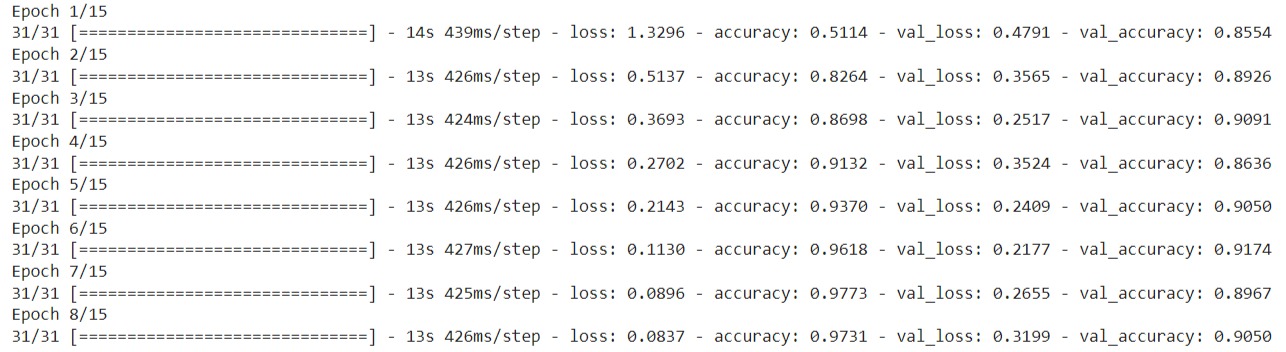 Epoch 1/15
31/31 [==============================] - 14s 439ms/step - loss: 1.3296 - accuracy: 0.5114 - val_loss: 0.4791 - val_accuracy: 0.8554
Epoch 2/15
31/31 [==============================] - 13s 426ms/step - loss: 0.5137 - accuracy: 0.8264 - val_loss: 0.3565 - val_accuracy: 0.8926
Epoch 3/15
31/31 [==============================] - 13s 424ms/step - loss: 0.3693 - accuracy: 0.8698 - val_loss: 0.2517 - val_accuracy: 0.9091
Epoch 4/15
31/31 [==============================] - 13s 426ms/step - loss: 0.2702 - accuracy: 0.9132 - val_loss: 0.3524 - val_accuracy: 0.8636
Epoch 5/15
31/31 [==============================] - 13s 426ms/step - loss: 0.2143 - accuracy: 0.9370 - val_loss: 0.2409 - val_accuracy: 0.9050
Epoch 6/15
31/31 [==============================] - 13s 427ms/step - loss: 0.1130 - accuracy: 0.9618 - val_loss: 0.2177 - val_accuracy: 0.9174
Epoch 7/15
31/31 [==============================] - 13s 425ms/step - loss: 0.0896 - accuracy: 0.9773 - val_loss: 0.2655 - val_accuracy: 0.8967
Epoch 8/15
31/31 [==============================] - 13s 426ms/step - loss: 0.0837 - accuracy: 0.9731 - val_loss: 0.3199 - val_accuracy: 0.9050